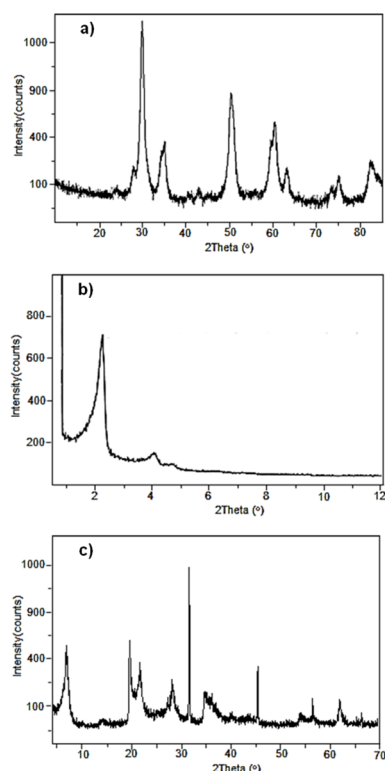 a)
Intensity(counts)
1000
900
400
100
20 30 40 50 60 70 80
2Theta (o)
b)
Intensity(counts)
800
600
400
200
2 4 6 8 10 12
2Theta (o)
c)
Intensity(counts)
1000
900
400
100
10 20 30 40 50 60 70
2Theta (o)